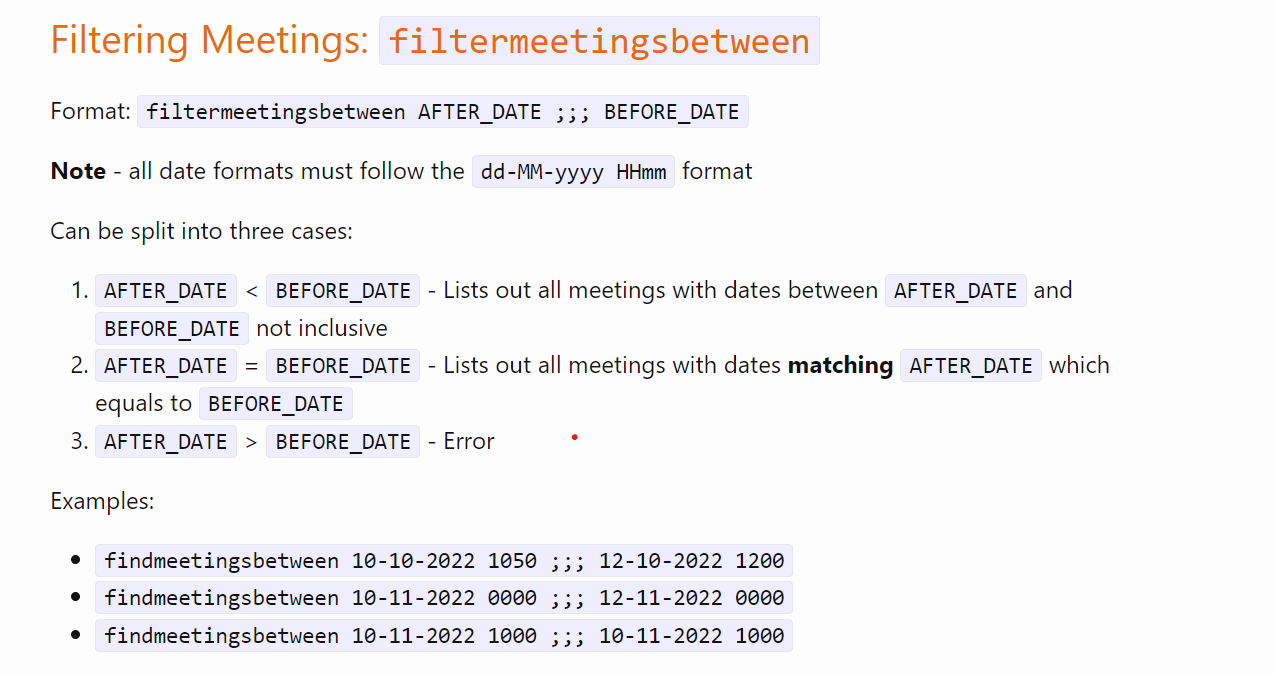 Filtering Meetings: filtermeetingsbetween
Format: filtermeetingsbetween AFTER_DATE ;;; BEFORE_DATE
Note - all date formats must follow the dd-MM-yyyy HHmm format
Can be split into three cases:
1. AFTER_DATE < BEFORE_DATE - Lists out all meetings with dates between AFTER_DATE and
BEFORE_DATE not inclusive
2. AFTER_DATE = BEFORE_DATE - Lists out all meetings with dates matching AFTER_DATE which
equals to BEFORE_DATE
3. AFTER_DATE > BEFORE_DATE - Error
Examples:
• findmeetingsbetween 10-10-2022 1050 ;;; 12-10-2022 1200
• findmeetingsbetween 10-11-2022 0000 ;;; 12-11-2022 0000
• findmeetingsbetween 10-11-2022 1000 ;;; 10-11-2022 1000